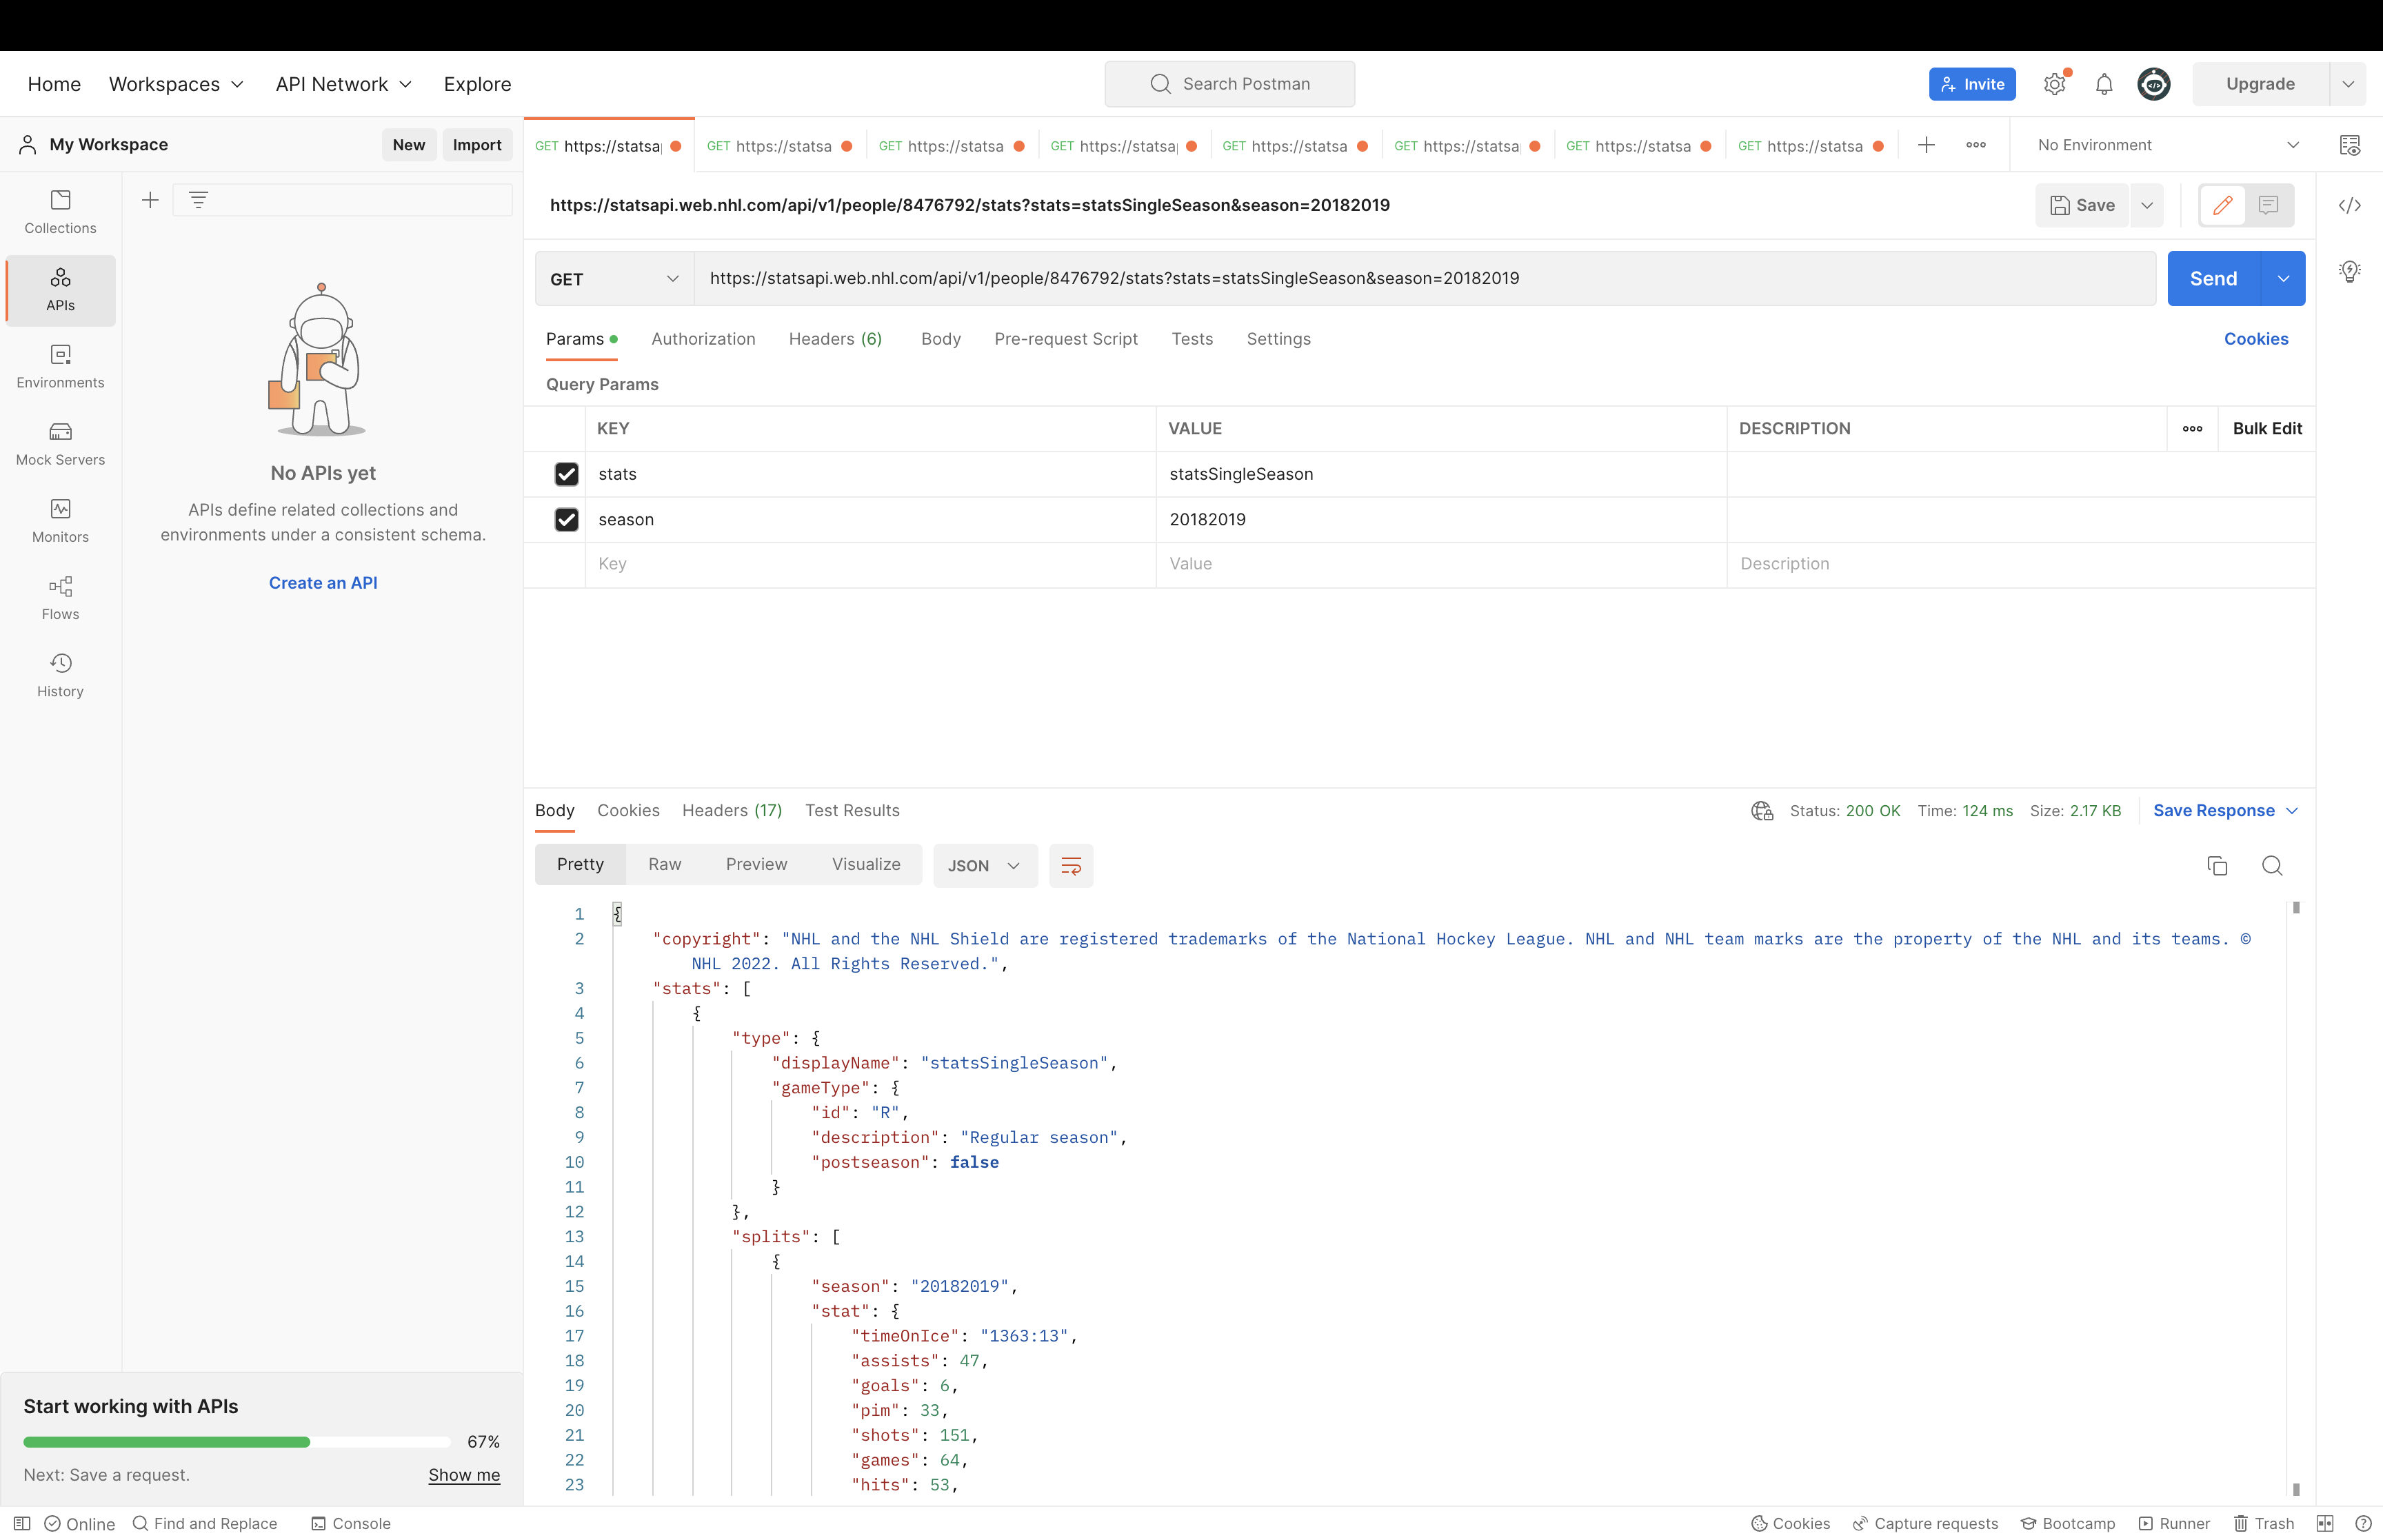 Home Workspaces API Network Explore Search Postman Invite Upgrade
My Workspace New Import GET https://statsa GET https://statsa GET https://statsa GET https://statsa GET https://statsa GET https://statsa GET https://statsa GET https://statsa No Environment
Collections
APIs
Environments
Mock Servers
Monitors
Flows
History
No APIs yet
APIs define related collections and
environments under a consistent schema.
Create an API
Start working with APIs
67%
Next: Save a request. Show me
https://statsapi.web.nhl.com/api/v1/people/8476792/stats?stats=statsSingleSeason&season=20182019 Save
GET https://statsapi.web.nhl.com/api/v1/people/8476792/stats?stats=statsSingleSeason&season=20182019 Send
Params Authorization Headers (6) Body Pre-request Script Tests Settings Cookies
Query Params
KEY VALUE DESCRIPTION Bulk Edit
stats statsSingleSeason
season 20182019
Key Value Description
Body Cookies Headers (17) Test Results Status: 200 OK Time: 124 ms Size: 2.17 KB Save Response
Pretty Raw Preview Visualize JSON
1 {
2 "copyright": "NHL and the NHL Shield are registered trademarks of the National Hockey League. NHL and NHL team marks are the property of the NHL and its teams. ©
NHL 2022. All Rights Reserved.",
3 "stats": [
4 {
5 "type": {
6 "displayName": "statsSingleSeason",
7 "gameType": {
8 "id": "R",
9 "description": "Regular season",
10 "postseason": false
11 }
12 },
13 "splits": [
14 {
15 "season": "20182019",
16 "stat": {
17 "timeOnIce": "1363:13",
18 "assists": 47,
19 "goals": 6,
20 "pim": 33,
21 "shots": 151,
22 "games": 64,
23 "hits": 53,
Online Find and Replace Console Cookies Capture requests Bootcamp Runner Trash